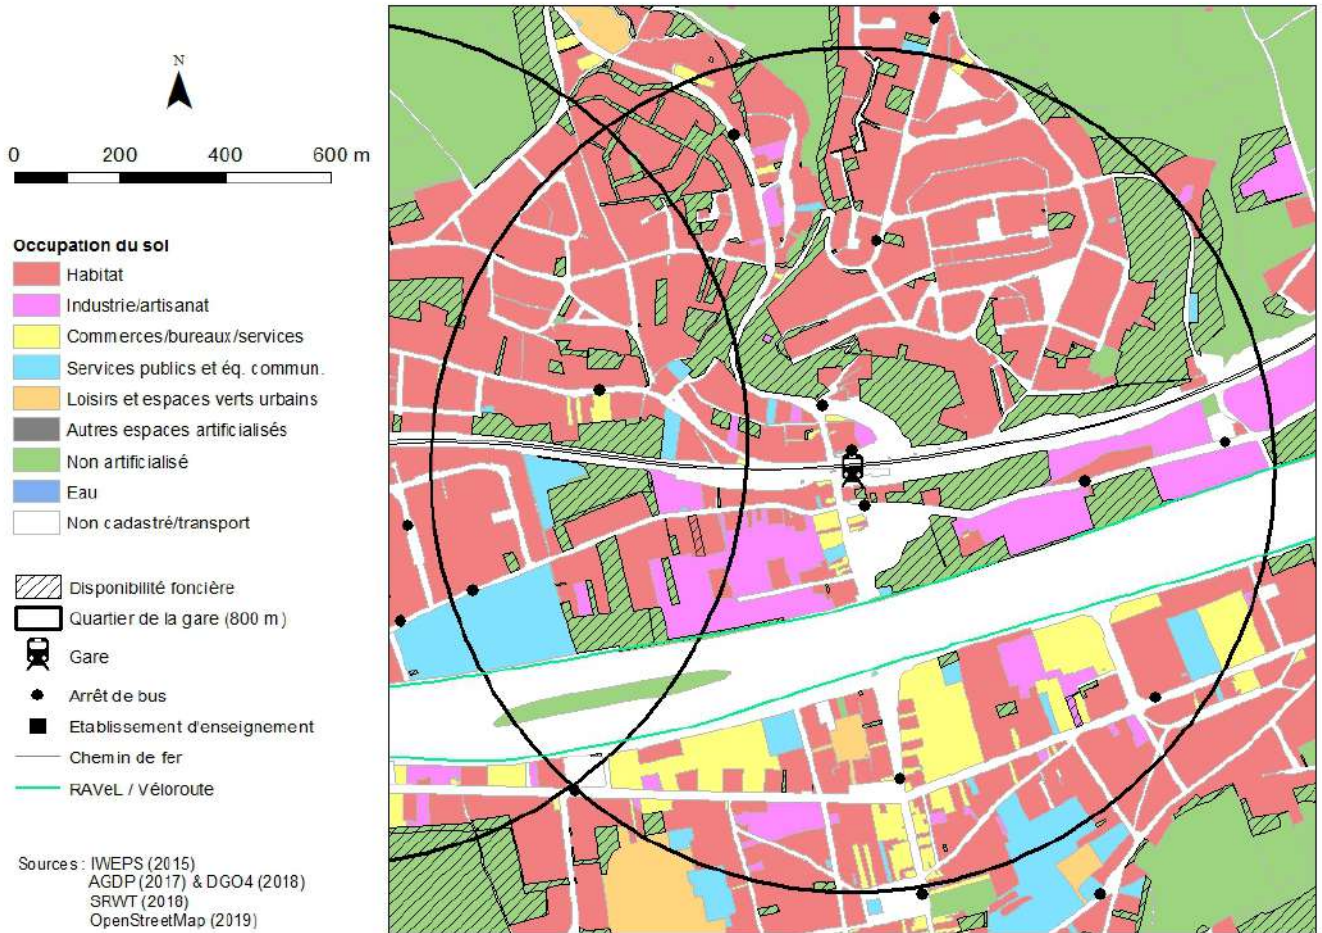 N
0 200 400 600 m
Occupation du sol
Habitat
Industrie/artisanat
Commerces/bureaux/services
Services publics et éq. commun.
Loisirs et espaces verts urbains
Autres espaces artificialisés
Non artificialisé
Eau
Non cadastré/transport
Disponibilité foncière
Quartier de la gare (800 m)
Gare
Arrêt de bus
Etablissement d'enseignement
Chemin de fer
RAVeL / Véloroute
Sources : IWEPS (2015)
AGDP (2017) & DGO4 (2018)
SRWT (2018)
OpenStreetMap (2019)